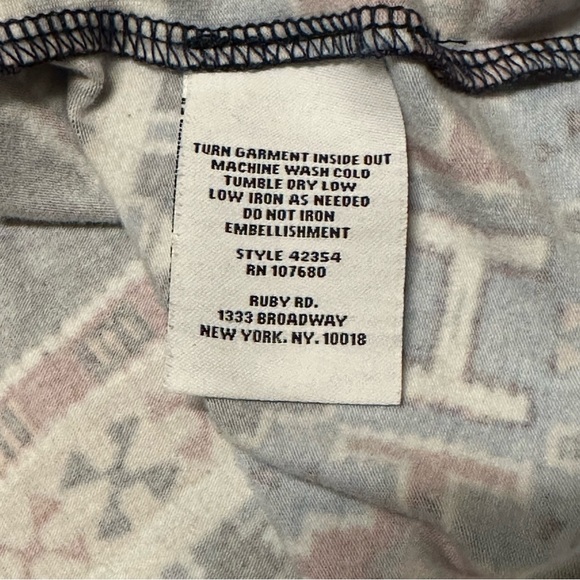 TURN GARMENT INSIDE OUT
MACHINE WASH COLD
TUMBLE DRY LOW
LOW IRON AS NEEDED
DO NOT IRON
EMBELLISHMENT
STYLE 42354
RN 107680
RUBY RD.
1333 BROADWAY
NEW YORK. NY. 10018